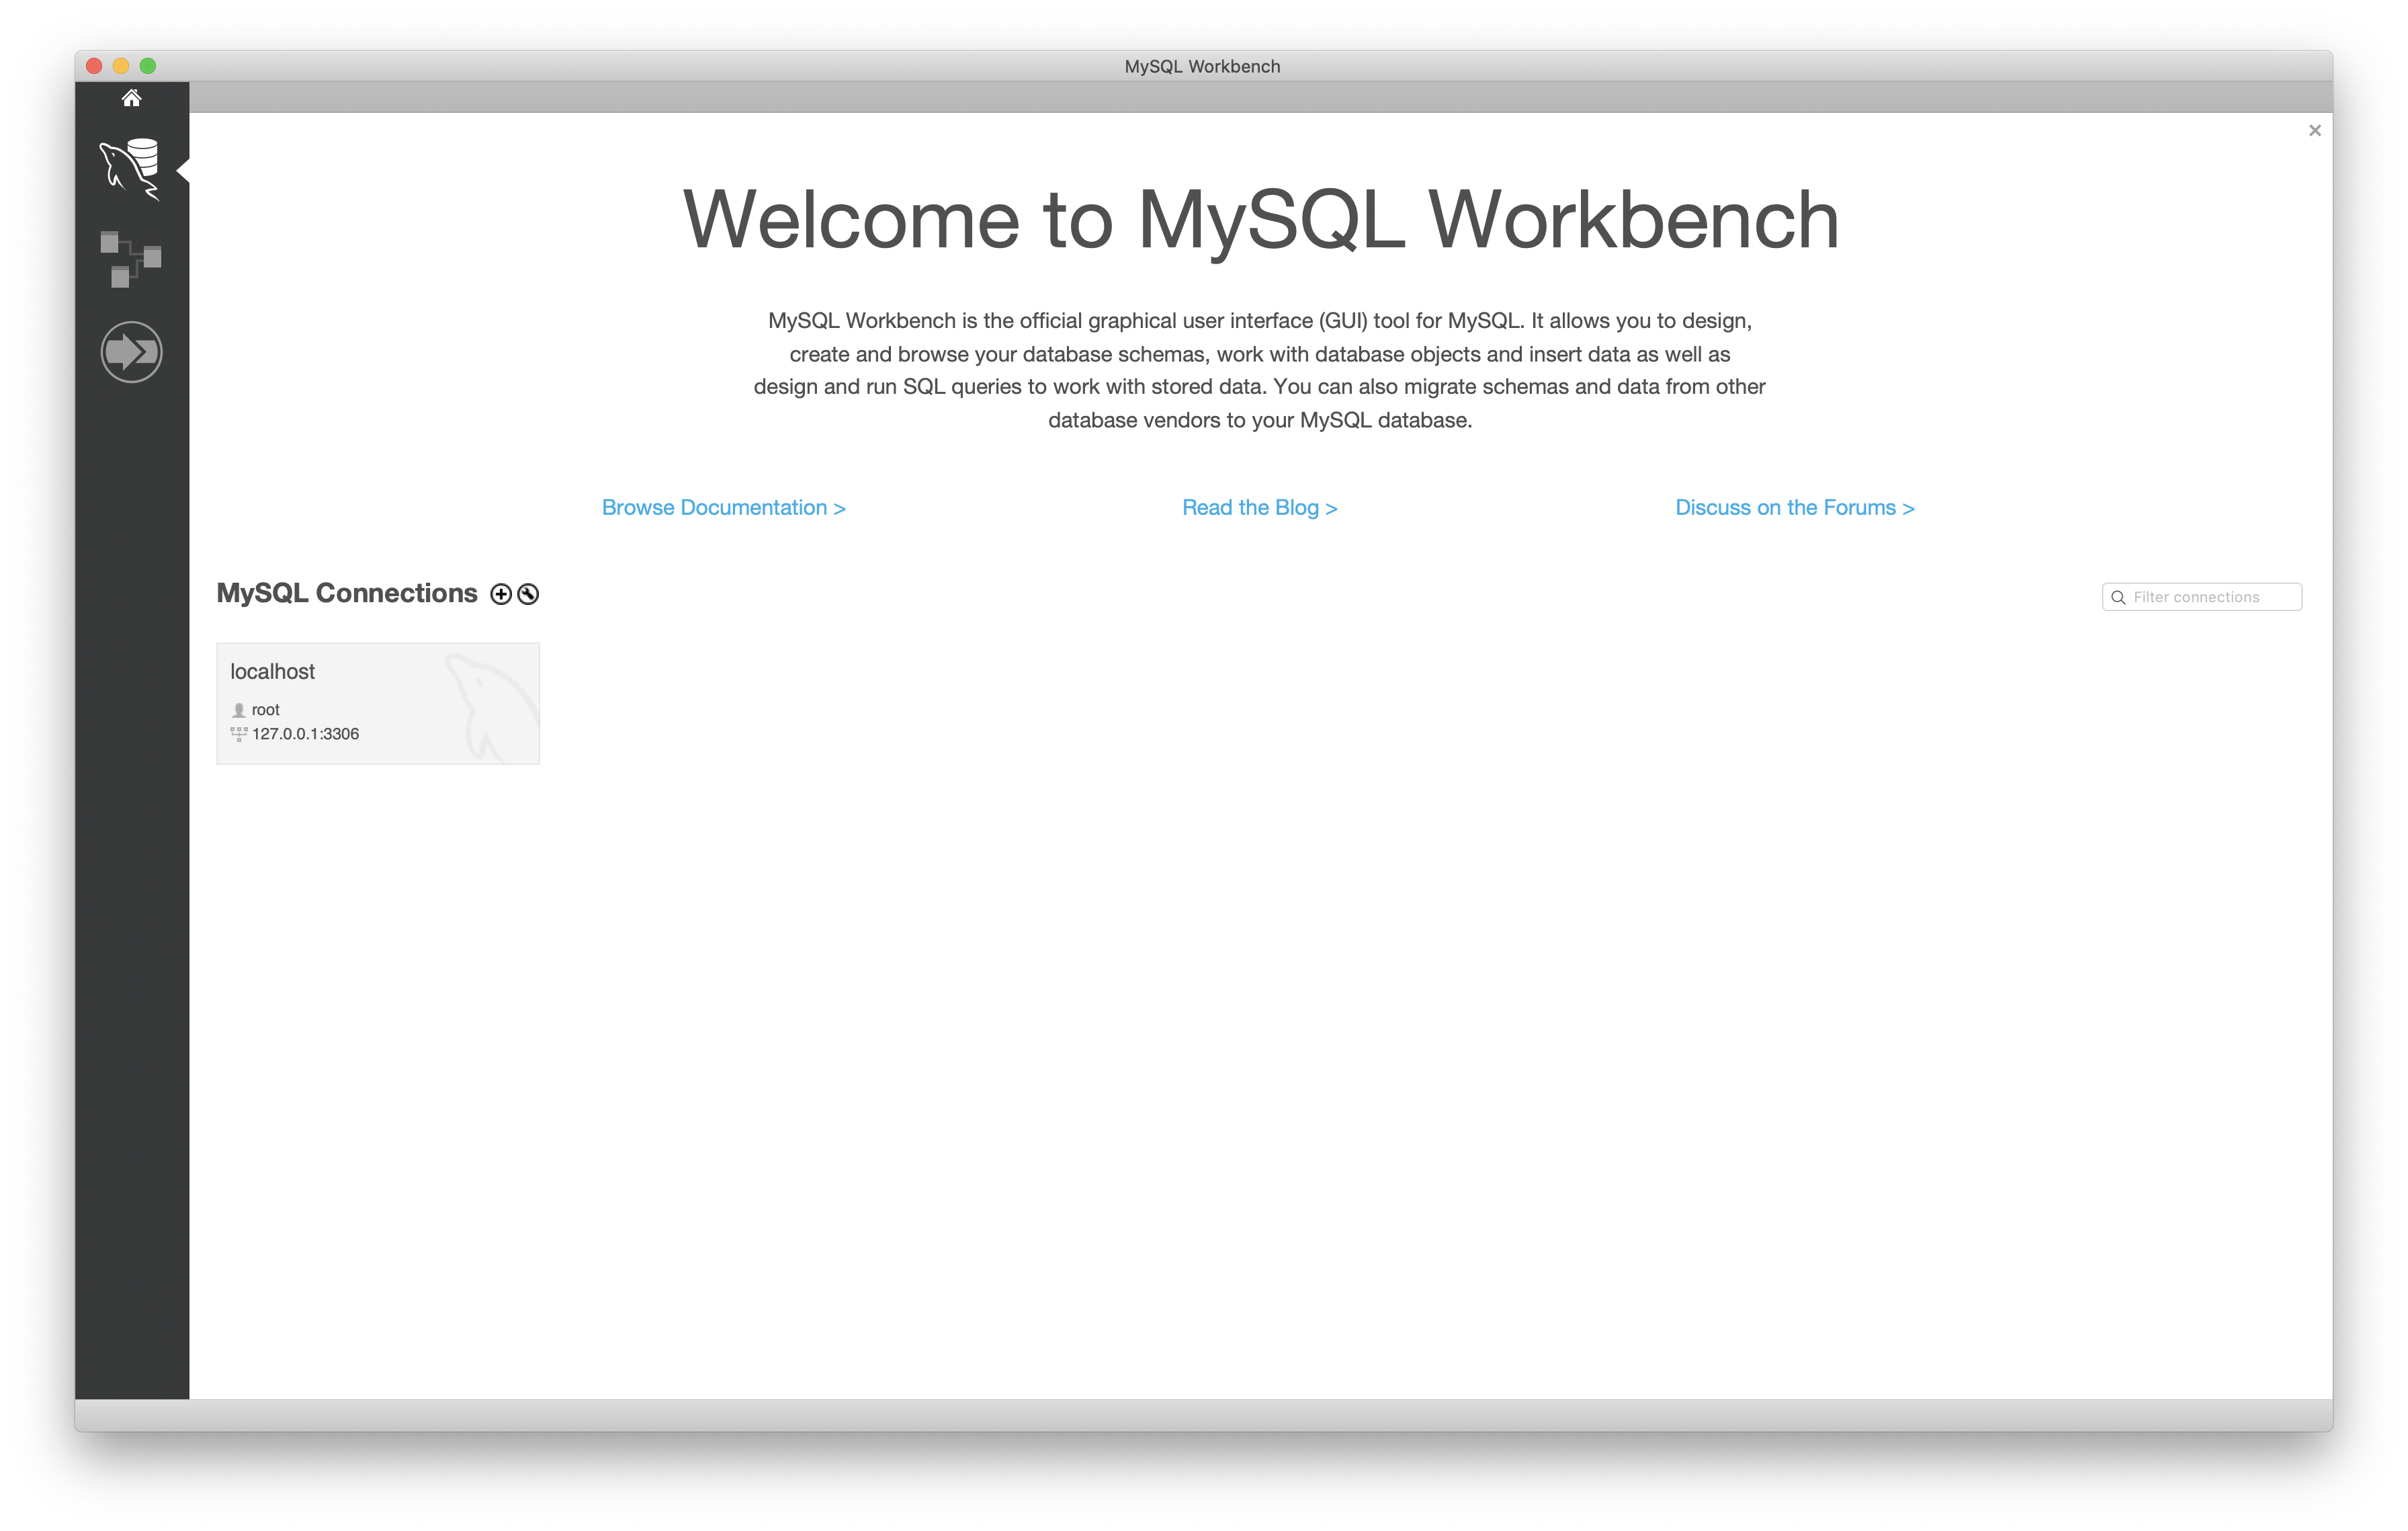 MySQL Workbench
Welcome to MySQL Workbench
MySQL Workbench is the official graphical user interface (GUI) tool for MySQL. It allows you to design,
create and browse your database schemas, work with database objects and insert data as well as
design and run SQL queries to work with stored data. You can also migrate schemas and data from other
database vendors to your MySQL database.
Browse Documentation >
Read the Blog >
Discuss on the Forums >
MySQL Connections
Filter connections
localhost
root
127.0.0.1:3306